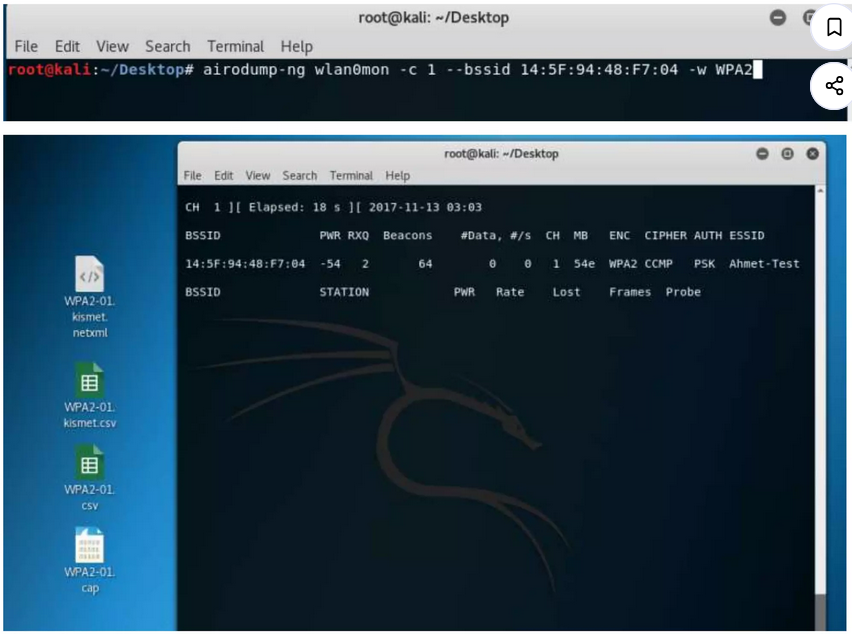 root@kali: ~/Desktop
File Edit View Search Terminal Help
root@kali:~/Desktop# airodump-ng wlan0mon -c 1 --bssid 14:5F:94:48:F7:04 -w WPA2
root@kali: ~/Desktop
File Edit View Search Terminal Help
CH 1 ][ Elapsed: 18 s ][ 2017-11-13 03:03
BSSID PWR RXQ Beacons #Data, #/s CH MB ENC CIPHER AUTH ESSID
14:5F:94:48:F7:04 -54 2 64 0 0 1 54e WPA2 CCMP PSK Ahmet-Test
BSSID STATION PWR Rate Lost Frames Probe
WPA2-01.
kismet.
netxml
WPA2-01.
kismet.csv
WPA2-01.
csv
WPA2-01.
cap